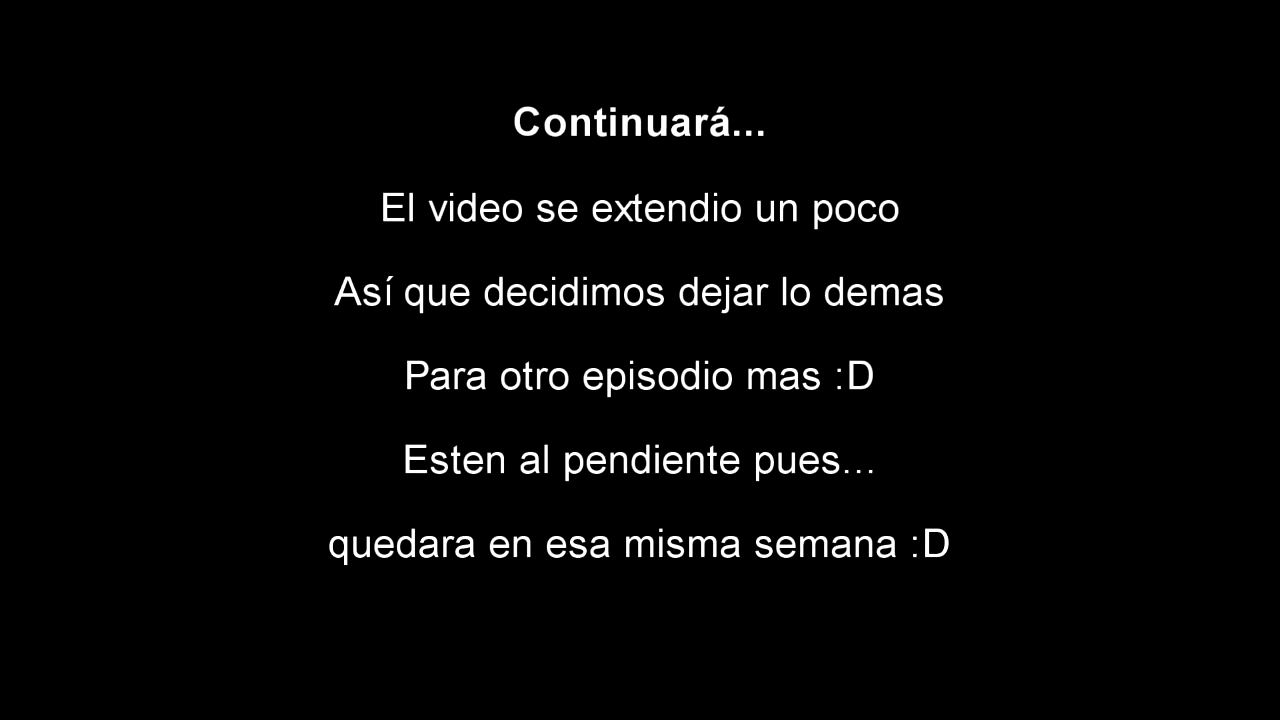 Continuará...
El video se extendio un poco
Así que decidimos dejar lo demas
Para otro episodio mas :D
Esten al pendiente pues...
quedara en esa misma semana :D